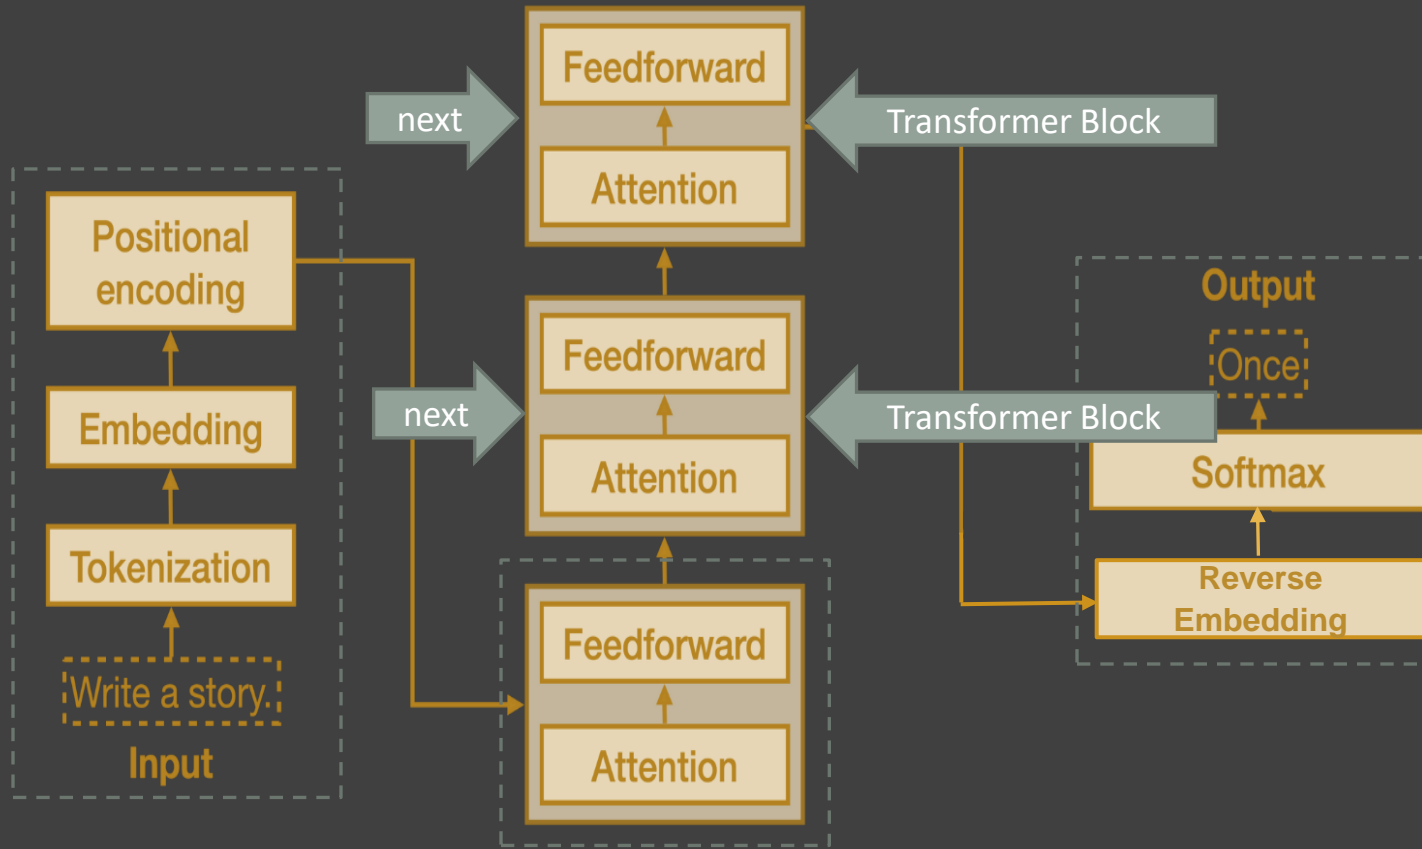 Positional
encoding
Embedding
Tokenization
Write a story.
Input
next
Feedforward
Attention
Transformer Block
next
Feedforward
Attention
Transformer Block
Feedforward
Attention
Output
Once
Softmax
Reverse
Embedding